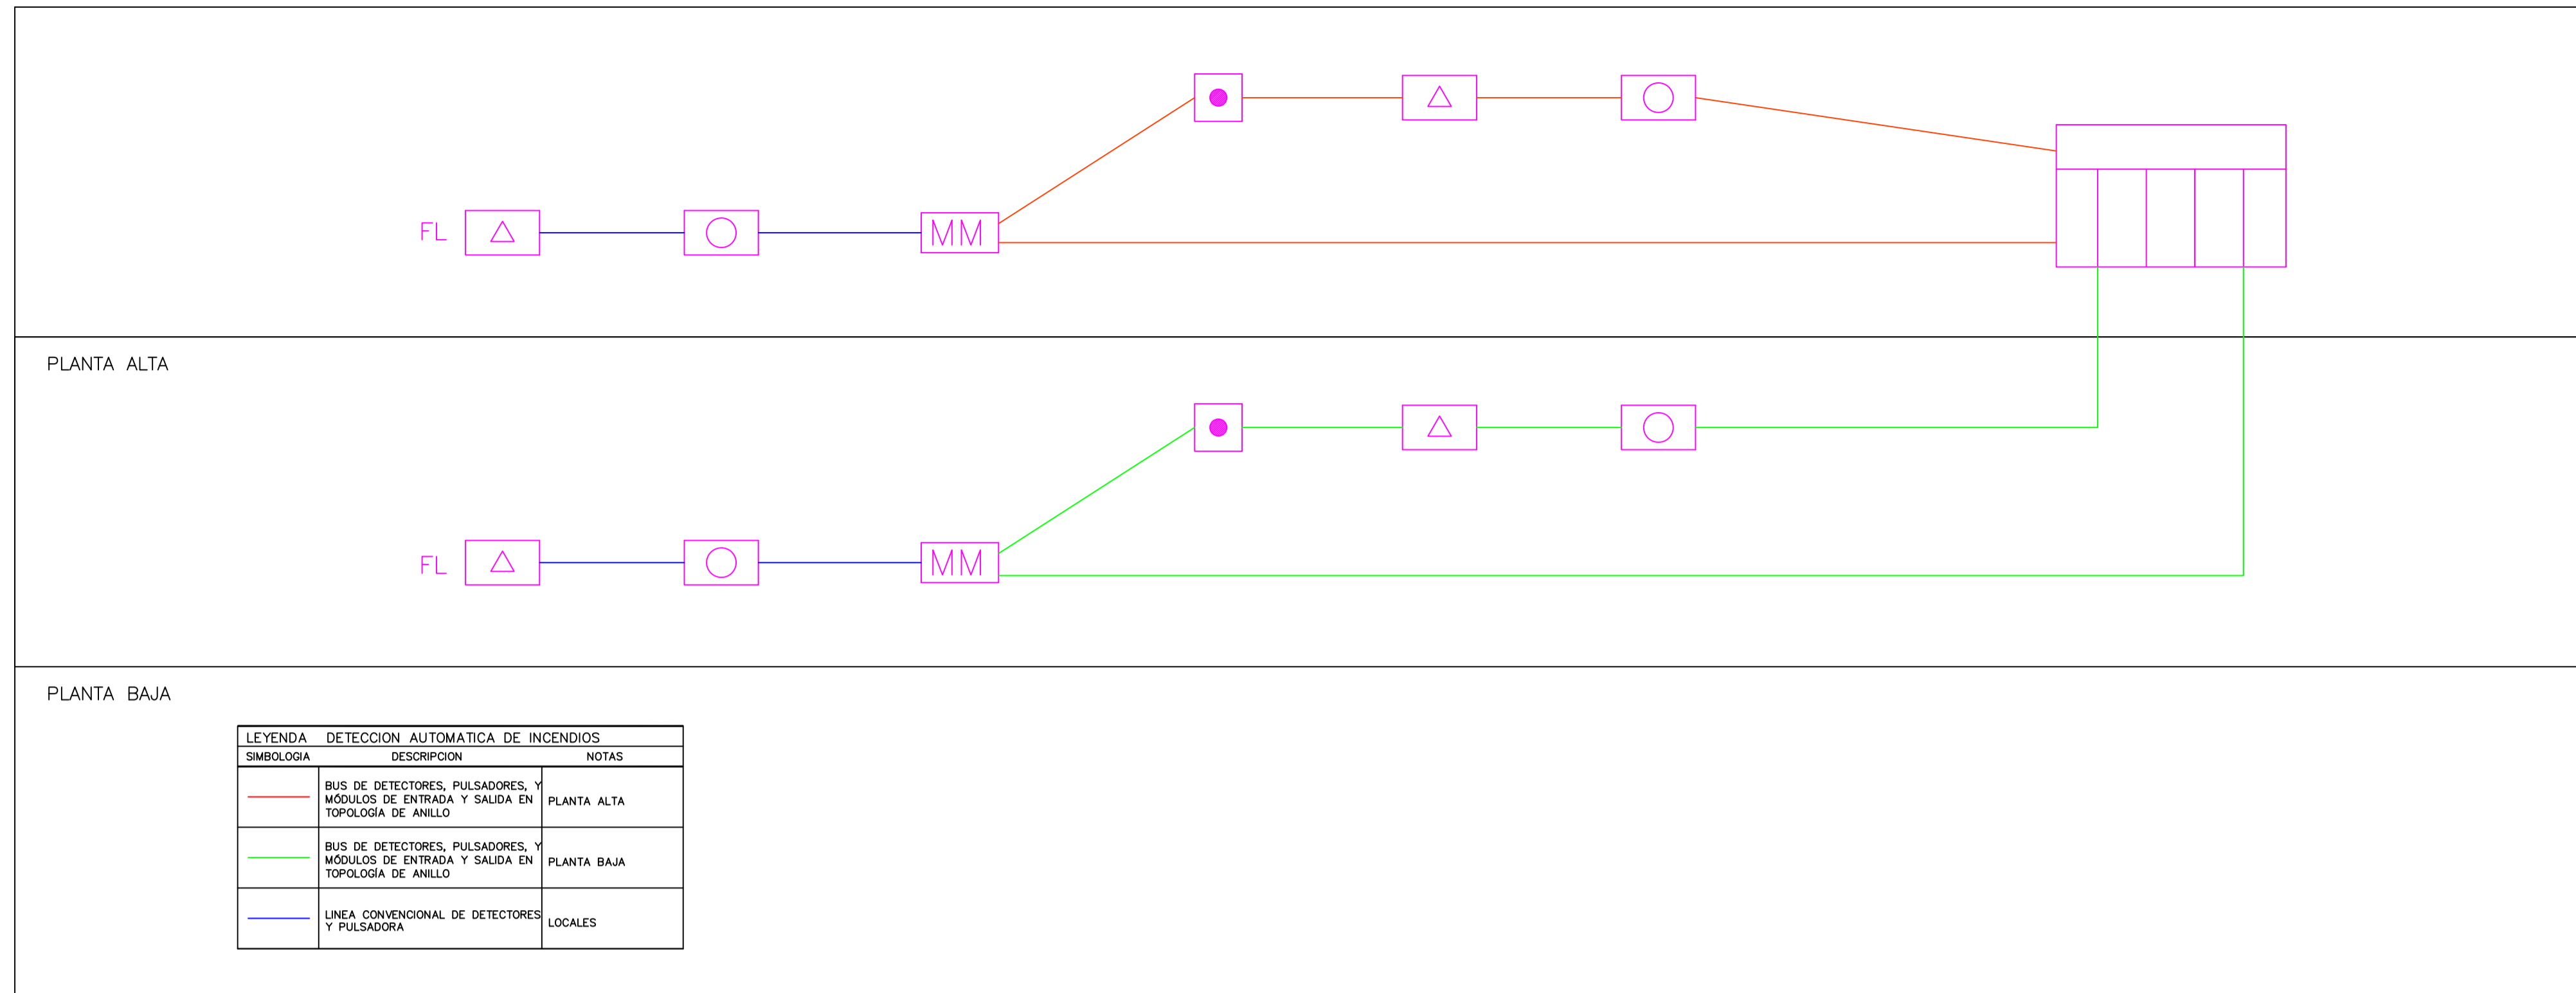 FL
MM
PLANTA ALTA
FL
MM
PLANTA BAJA
LEYENDA DETECCION AUTOMATICA DE INCENDIOS
SIMBOLOGIA DESCRIPCION NOTAS
BUS DE DETECTORES, PULSADORES, Y
MÓDULOS DE ENTRADA Y SALIDA EN
TOPOLOGÍA DE ANILLO
PLANTA ALTA
BUS DE DETECTORES, PULSADORES, Y
MÓDULOS DE ENTRADA Y SALIDA EN
TOPOLOGÍA DE ANILLO
PLANTA BAJA
LINEA CONVENCIONAL DE DETECTORES
Y PULSADORA
LOCALES